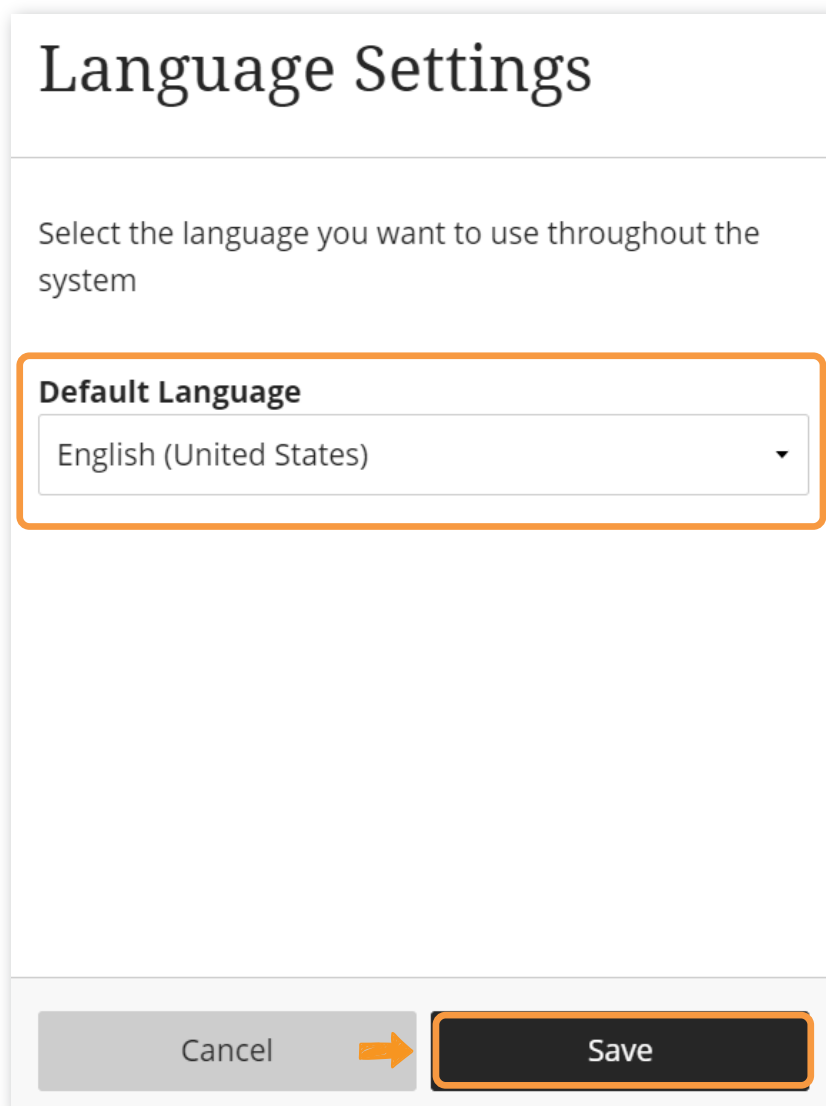 Language Settings
Select the language you want to use throughout the
system
Default Language
English (United States)
Cancel
Save